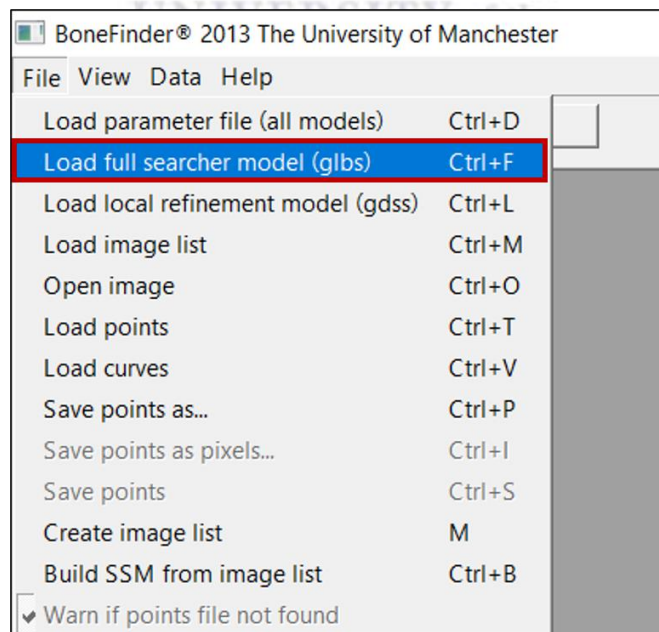 UNIVERSITY of the
BoneFinder® 2013 The University of Manchester
File View Data Help
Load parameter file (all models) Ctrl+D
Load full searcher model (glbs) Ctrl+F
Load local refinement model (gdss) Ctrl+L
Load image list Ctrl+M
Open image Ctrl+O
Load points Ctrl+T
Load curves Ctrl+V
Save points as... Ctrl+P
Save points as pixels... Ctrl+I
Save points Ctrl+S
Create image list M
Build SSM from image list Ctrl+B
Warn if points file not found